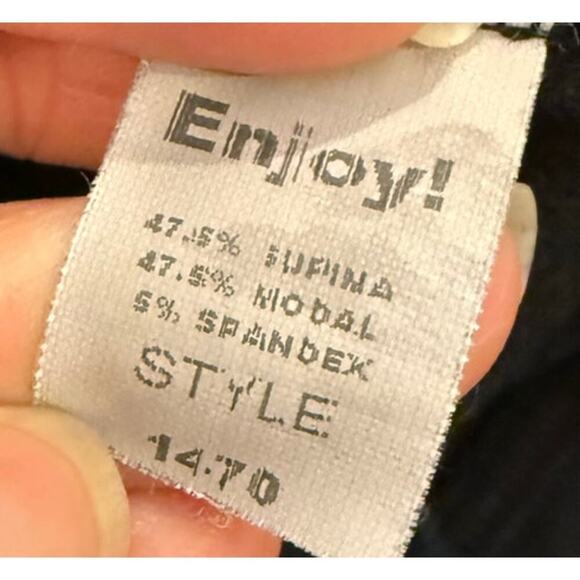 Enjoy!
47.5% SUPIMA
47.5% MODAL
5% SPANDEX
STYLE
1470